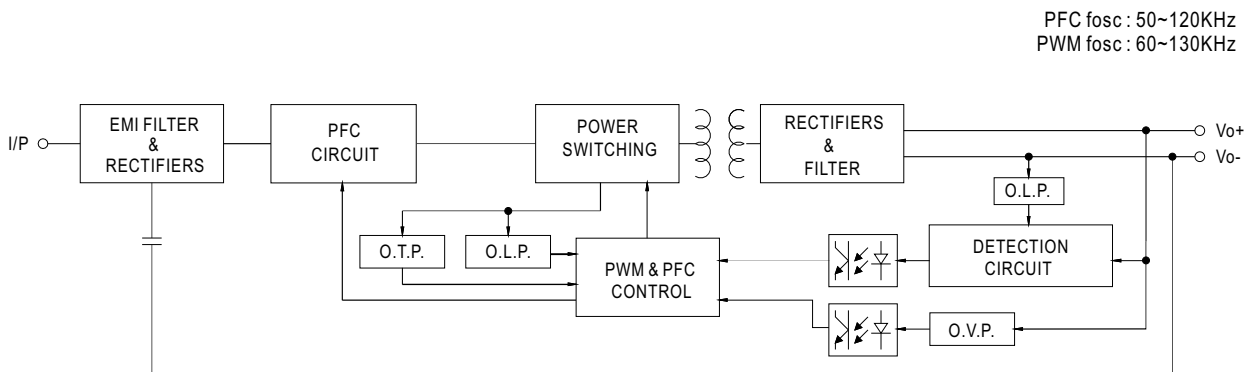 PFC fosc : 50~120KHz
PWM fosc : 60~130KHz
I/P
EMI FILTER
&
RECTIFIERS
PFC
CIRCUIT
POWER
SWITCHING
RECTIFIERS
&
FILTER
Vo+
Vo-
O.L.P.
O.T.P.
O.L.P.
PWM & PFC
CONTROL
DETECTION
CIRCUIT
O.V.P.